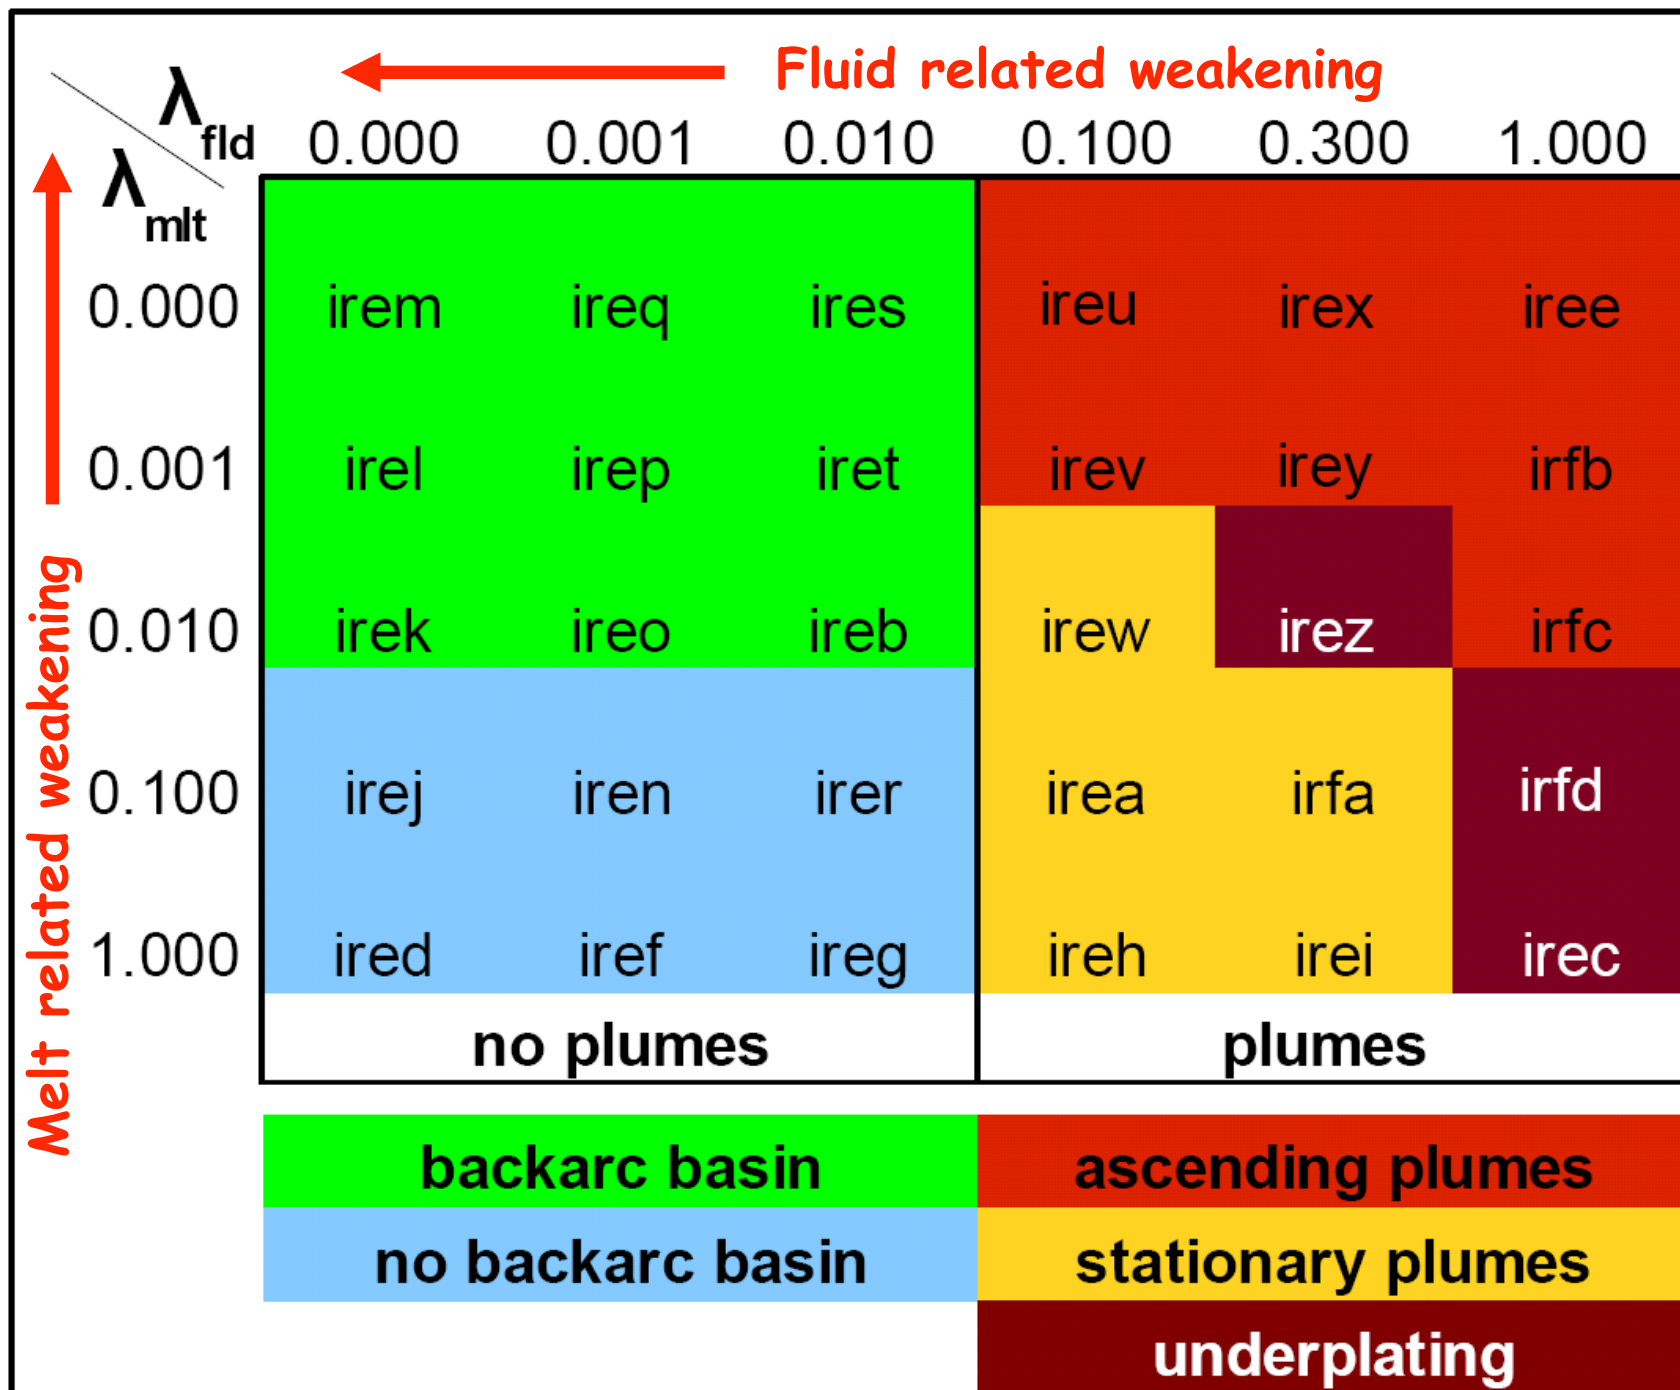 Fluid related weakening
λfld 0.000 0.001 0.010 0.100 0.300 1.000
λmlt
Melt related weakening
0.000 irem ireq ires ireu irex iree
0.001 irel irep iret irev irey irfb
0.010 irek ireo ireb irew irez irfc
0.100 irej iren irer irea irfa irfd
1.000 ired iref ireg ireh irei irec
no plumes plumes
backarc basin ascending plumes
no backarc basin stationary plumes
underplating